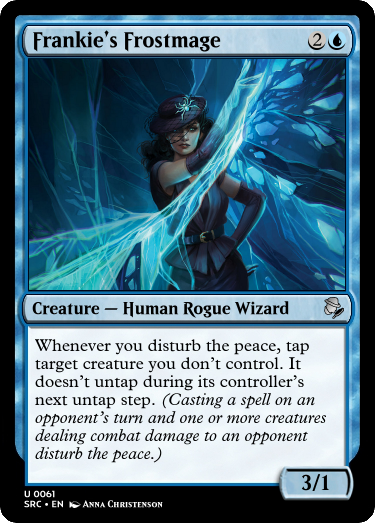 Frankie's Frostmage
2
Creature — Human Rogue Wizard
Whenever you disturb the peace, tap
target creature you don't control. It
doesn't untap during its controller's
next untap step. (Casting a spell on an
opponent's turn and one or more creatures
dealing combat damage to an opponent
disturb the peace.)
3/1
U 0061
SRC • EN Anna Christenson